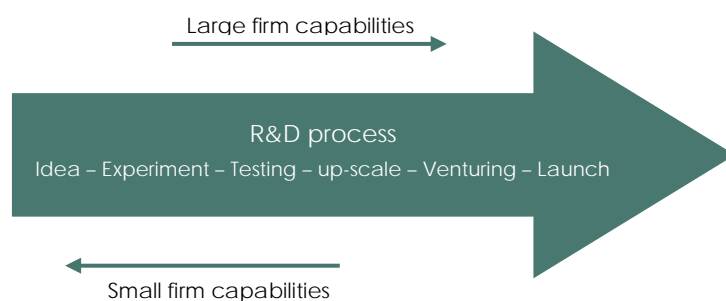 Large firm capabilities
R&D process
Idea – Experiment – Testing – up-scale – Venturing – Launch
Small firm capabilities